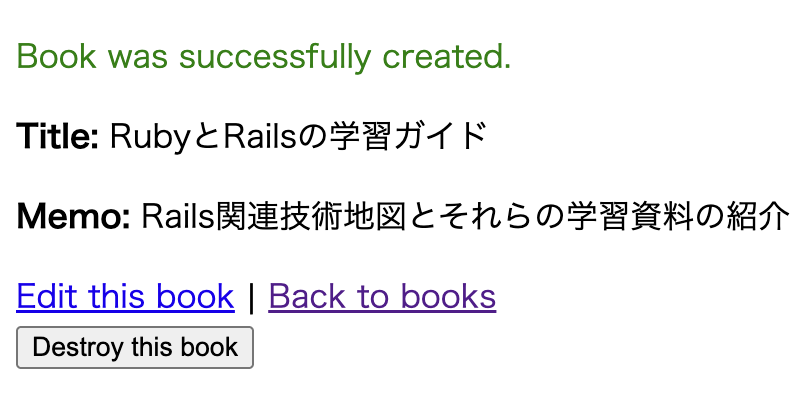 Book was successfully created.
Title: RubyとRailsの学習ガイド
Memo: Rails関連技術地図とそれらの学習資料の紹介
Edit this book | Back to books
Destroy this book